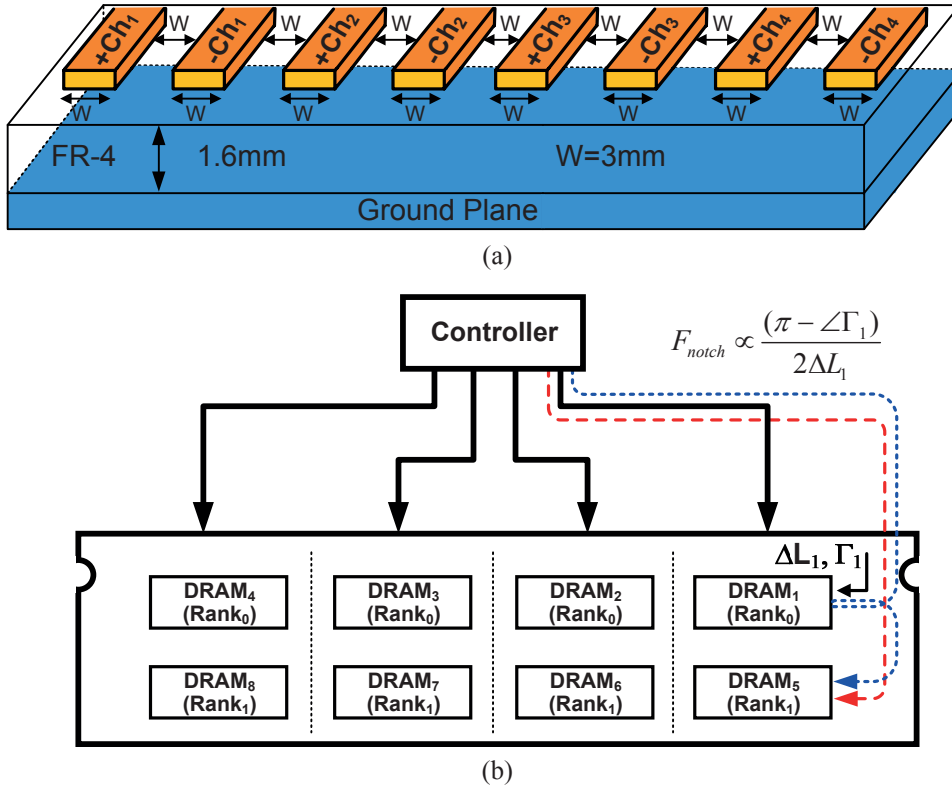 +Ch₁ W -Ch₁ W +Ch₂ W -Ch₂ W +Ch₃ W -Ch₃ W +Ch₄ W -Ch₄
W W W W W W W W
FR-4 1.6mm W=3mm
Ground Plane
(a)
Controller
F_notch ∝ (π − ∠Γ₁) / 2ΔL₁
ΔL₁, Γ₁
DRAM₄ DRAM₃ DRAM₂ DRAM₁
(Rank₀) (Rank₀) (Rank₀) (Rank₀)
DRAM₈ DRAM₇ DRAM₆ DRAM₅
(Rank₁) (Rank₁) (Rank₁) (Rank₁)
(b)